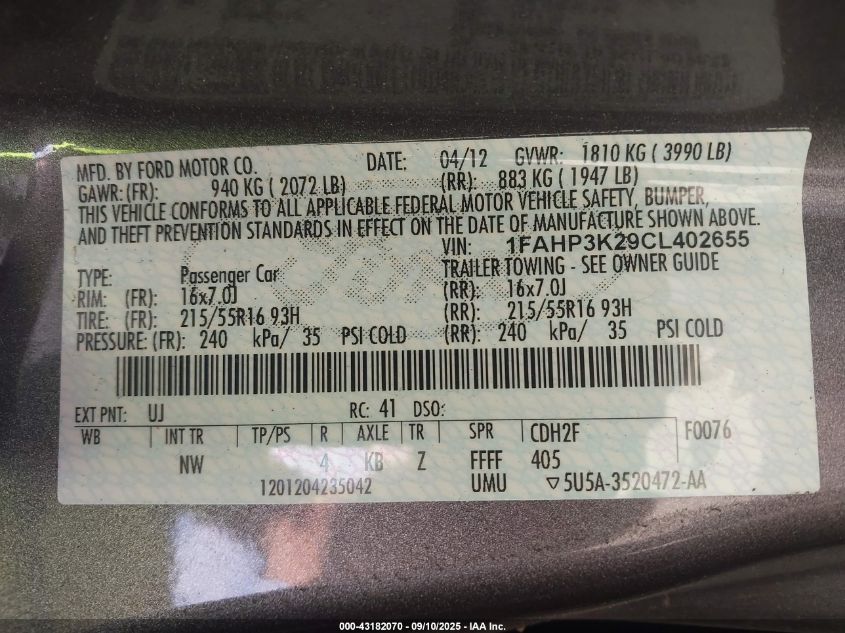 MFD. BY FORD MOTOR CO. DATE: 04/12 GVWR: 1810 KG ( 3990 LB)
GAWR: (FR): 940 KG ( 2072 LB) (RR): 883 KG ( 1947 LB)
THIS VEHICLE CONFORMS TO ALL APPLICABLE FEDERAL MOTOR VEHICLE SAFETY, BUMPER,
AND THEFT PREVENTION STANDARDS IN EFFECT ON THE DATE OF MANUFACTURE SHOWN ABOVE.
VIN: 1FAHP3K29CL402655
TYPE: Passenger Car TRAILER TOWING - SEE OWNER GUIDE
RIM: (FR): 16x7.0J (RR): 16x7.0J
TIRE: (FR): 215/55R16 93H (RR): 215/55R16 93H
PRESSURE: (FR): 240 kPa/ 35 PSI COLD (RR): 240 kPa/ 35 PSI COLD
EXT PNT: UJ RC: 41 DSO:
WB INT TR TP/PS R AXLE TR SPR CDH2F F0076
NW 4 KB Z FFFF 405
1201204235042 UMU ▽5U5A-3520472-AA
000-43182070 - 09/10/2025 - IAA Inc.